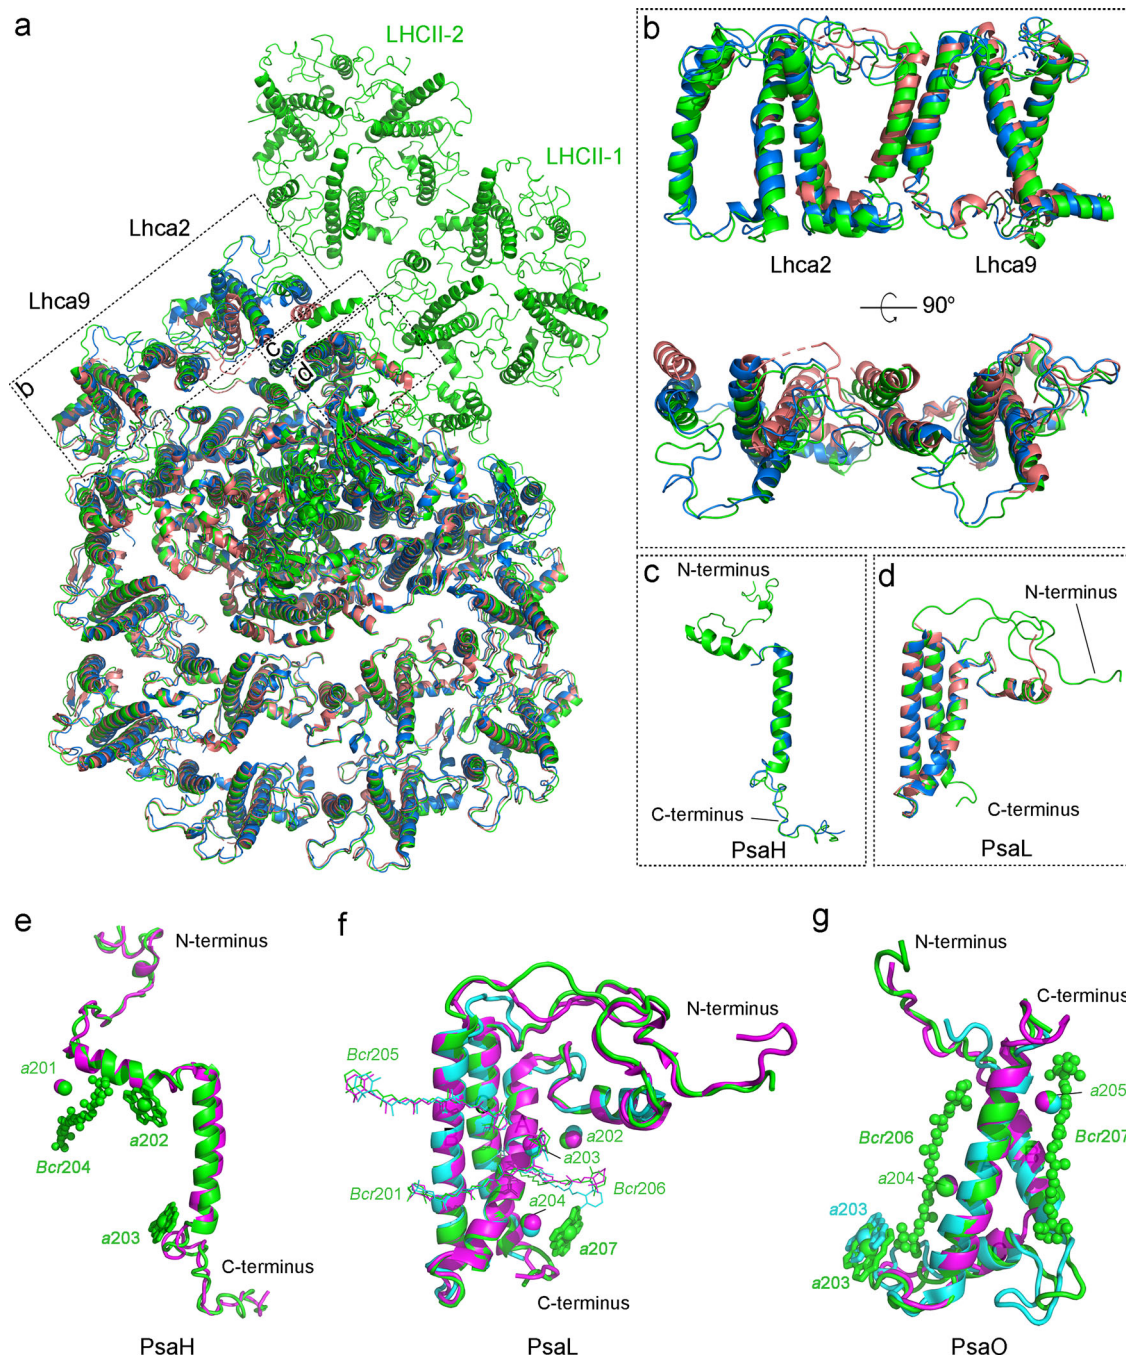 a
LHCII-2
LHCII-1
Lhca2
Lhca9
b
c
d
b
Lhca2
Lhca9
90°
c
N-terminus
C-terminus
PsaH
d
N-terminus
C-terminus
PsaL
e
N-terminus
a201
a202
Bcr204
a203
C-terminus
PsaH
f
N-terminus
Bcr205
a202
a203
Bcr201
Bcr206
a204
a207
C-terminus
PsaL
g
N-terminus
C-terminus
a205
Bcr206
Bcr207
a204
a203
a203
PsaO